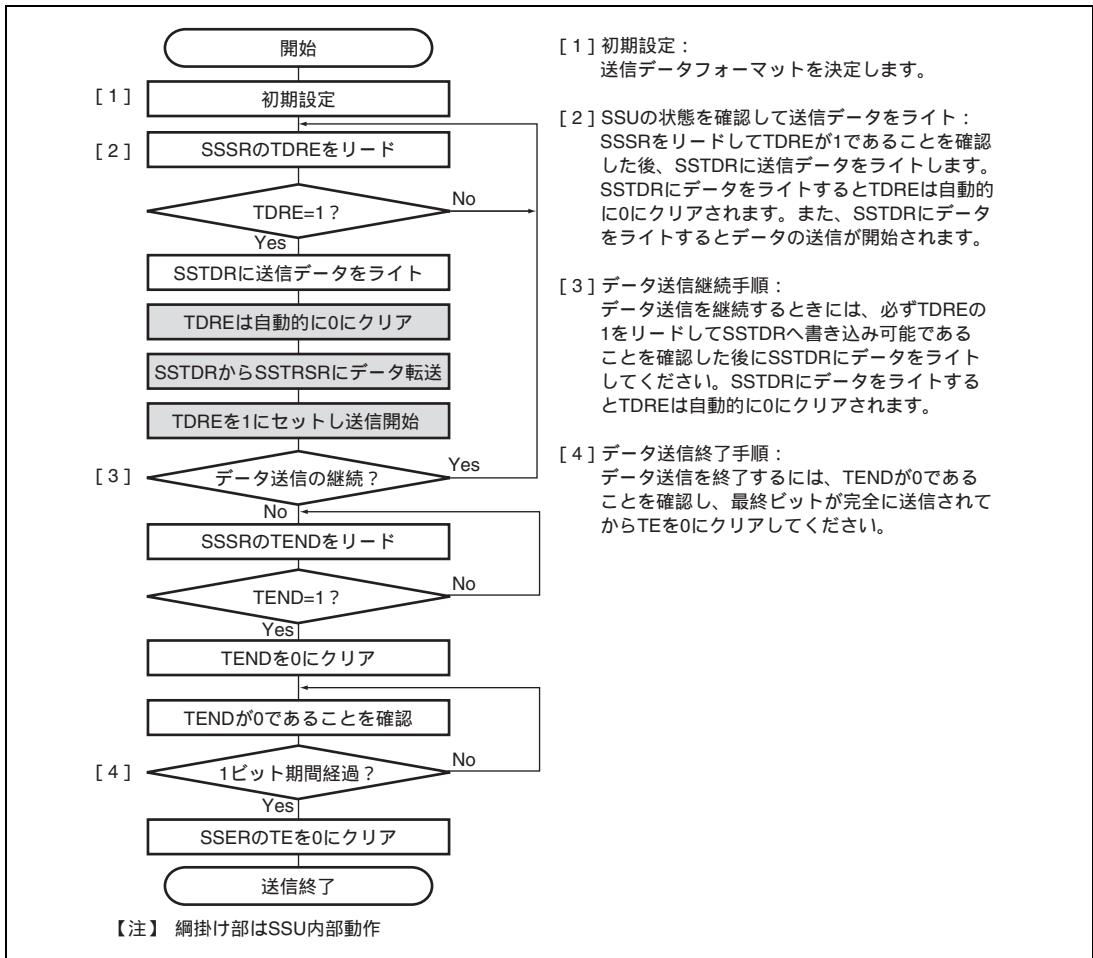 開始
[1] 初期設定
[2] SSSRのTDREをリード
TDRE=1？
No
Yes
SSTDRに送信データをライト
TDREは自動的に0にクリア
SSTDRからSSTRSRにデータ転送
TDREを1にセットし送信開始
[3] データ送信の継続？
Yes
No
SSSRのTENDをリード
TEND=1？
No
Yes
TENDを0にクリア
TENDが0であることを確認
[4] 1ビット期間経過？
No
Yes
SSERのTEを0にクリア
送信終了
【注】 網掛け部はSSU内部動作
[1] 初期設定：
送信データフォーマットを決定します。
[2] SSUの状態を確認して送信データをライト：
SSSRをリードしてTDREが1であることを確認
した後、SSTDRに送信データをライトします。
SSTDRにデータをライトするとTDREは自動的
に0にクリアされます。また、SSTDRにデータ
をライトするとデータの送信が開始されます。
[3] データ送信継続手順：
データ送信を継続するときには、必ずTDREの
1をリードしてSSTDRへ書き込み可能である
ことを確認した後にSSTDRにデータをライト
してください。SSTDRにデータをライトする
とTDREは自動的に0にクリアされます。
[4] データ送信終了手順：
データ送信を終了するには、TENDが0である
ことを確認し、最終ビットが完全に送信されて
からTEを0にクリアしてください。